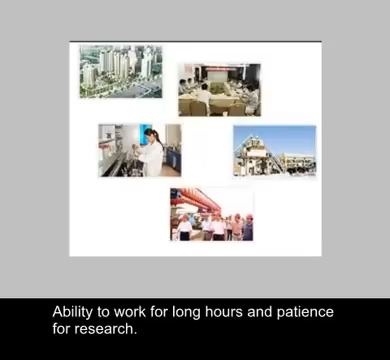 Ability to work for long hours and patience
for research.